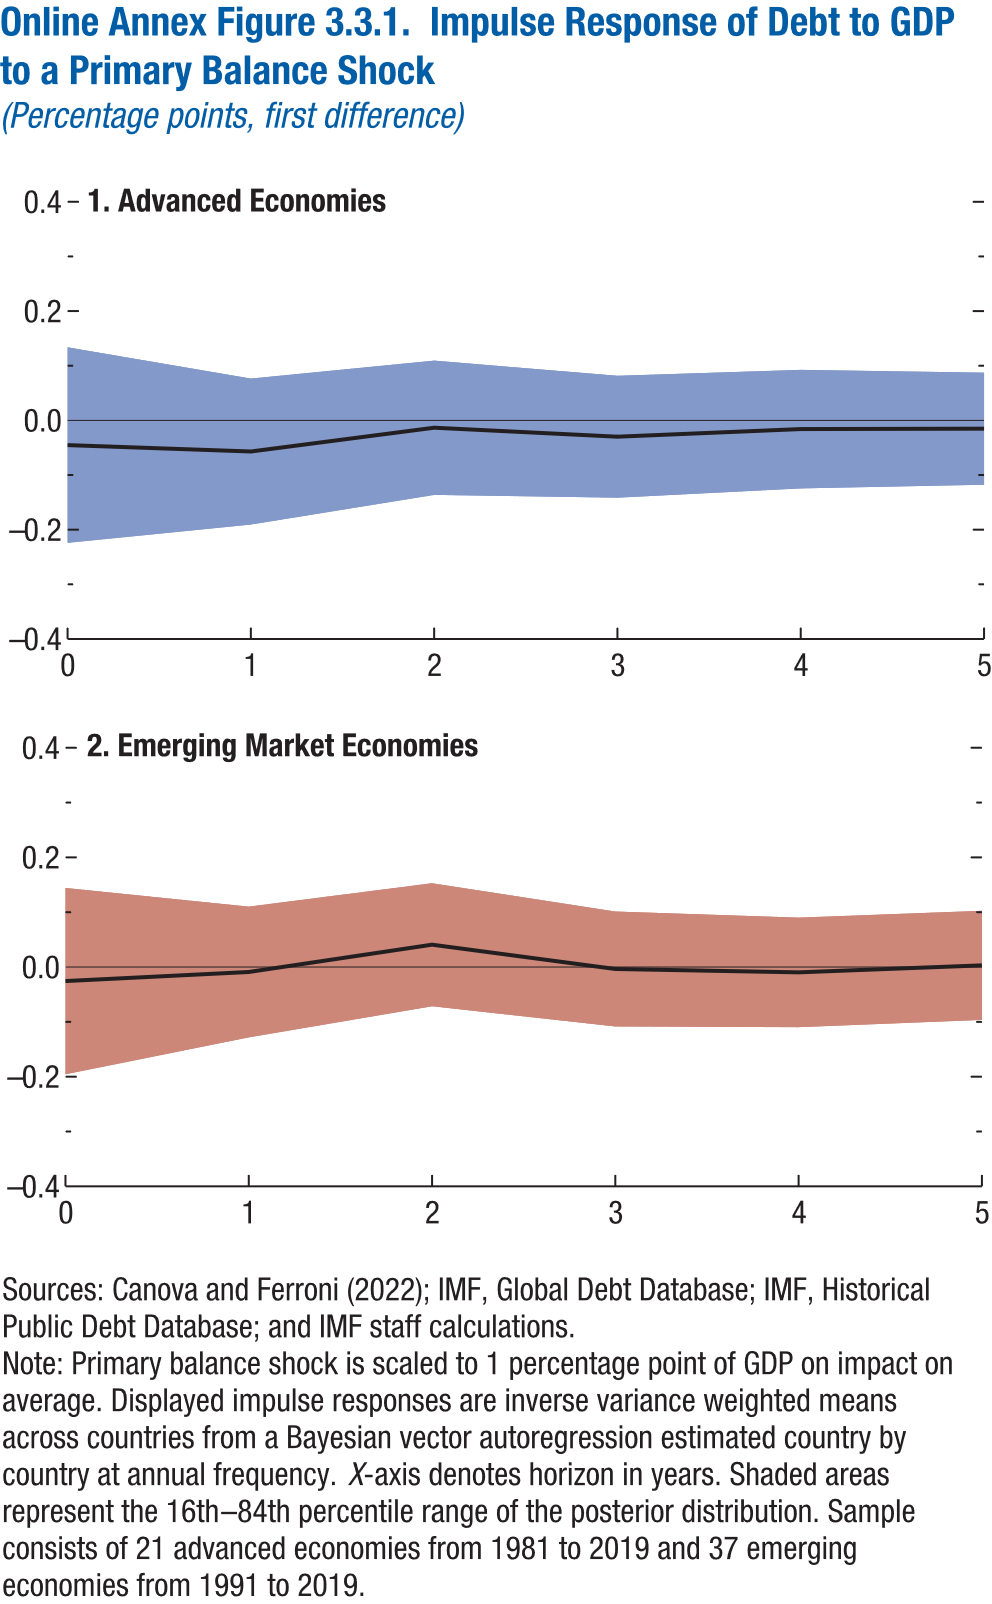 Online Annex Figure 3.3.1.  Impulse Response of Debt to GDP
to a Primary Balance Shock
(Percentage points, first difference)
0.4
1. Advanced Economies
0.2
0.0
–0.2
–0.4
0 1 2 3 4 5
0.4
2. Emerging Market Economies
0.2
0.0
–0.2
–0.4
0 1 2 3 4 5
Sources: Canova and Ferroni (2022); IMF, Global Debt Database; IMF, Historical
Public Debt Database; and IMF staff calculations.
Note: Primary balance shock is scaled to 1 percentage point of GDP on impact on
average. Displayed impulse responses are inverse variance weighted means
across countries from a Bayesian vector autoregression estimated country by
country at annual frequency.  X-axis denotes horizon in years. Shaded areas
represent the 16th–84th percentile range of the posterior distribution. Sample
consists of 21 advanced economies from 1981 to 2019 and 37 emerging
economies from 1991 to 2019.